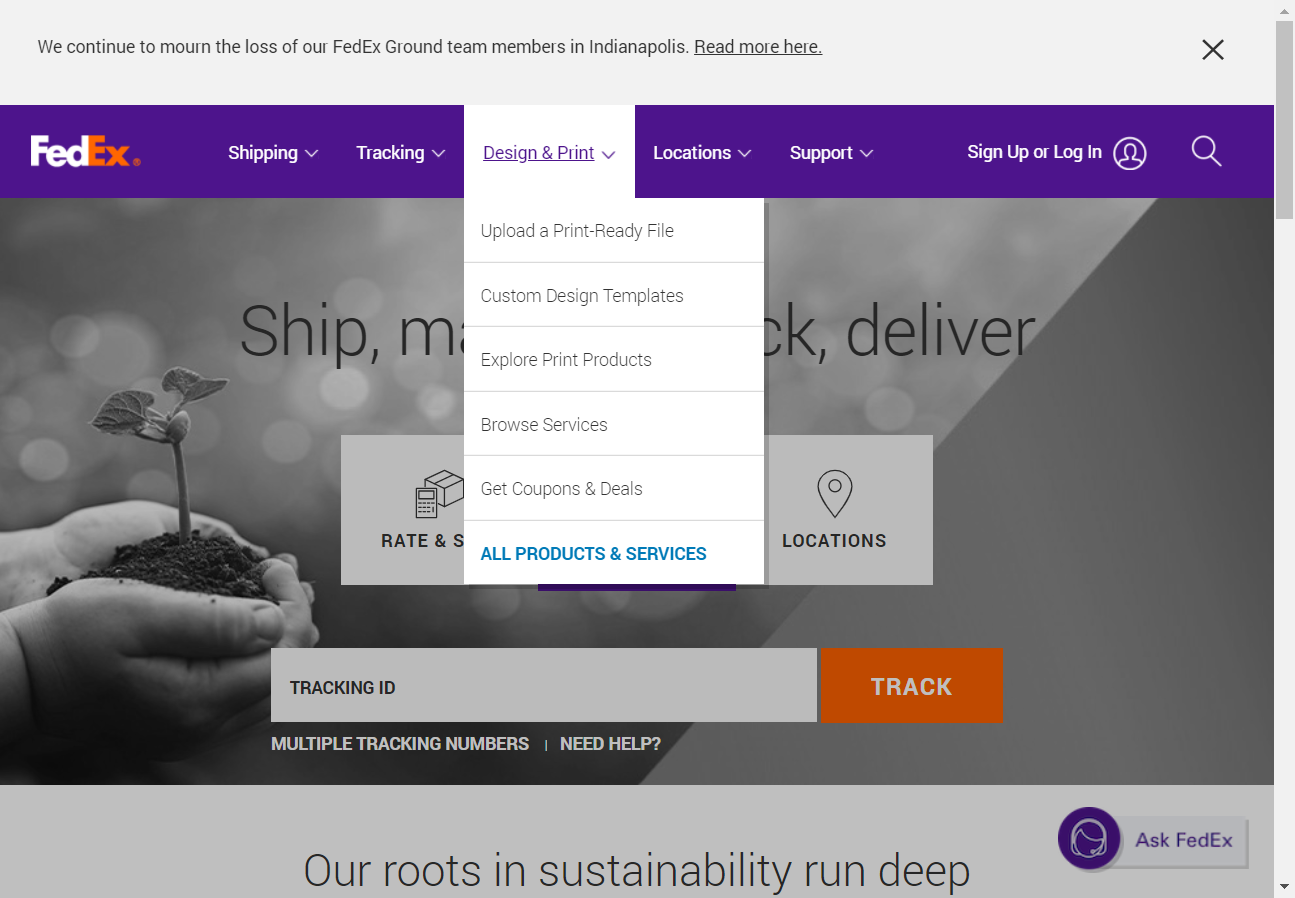 We continue to mourn the loss of our FedEx Ground team members in Indianapolis. Read more here.
FedEx®
Shipping
Tracking
Design & Print
Locations
Support
Sign Up or Log In
Upload a Print-Ready File
Custom Design Templates
Explore Print Products
Browse Services
Get Coupons & Deals
ALL PRODUCTS & SERVICES
Ship, ck, deliver
RATE & S
LOCATIONS
TRACKING ID
TRACK
MULTIPLE TRACKING NUMBERS | NEED HELP?
Ask FedEx
Our roots in sustainability run deep